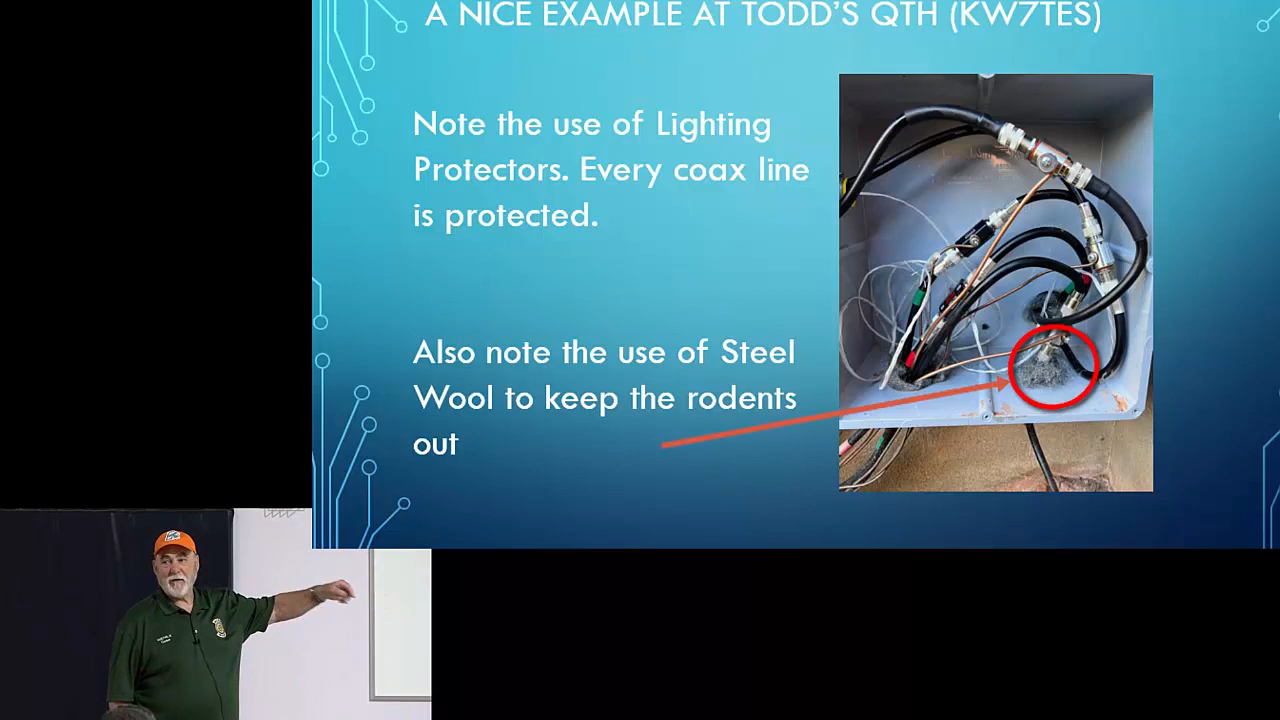 A NICE EXAMPLE AT TODD'S QTH (KW7TES)
Note the use of Lighting
Protectors. Every coax line
is protected.
Also note the use of Steel
Wool to keep the rodents
out